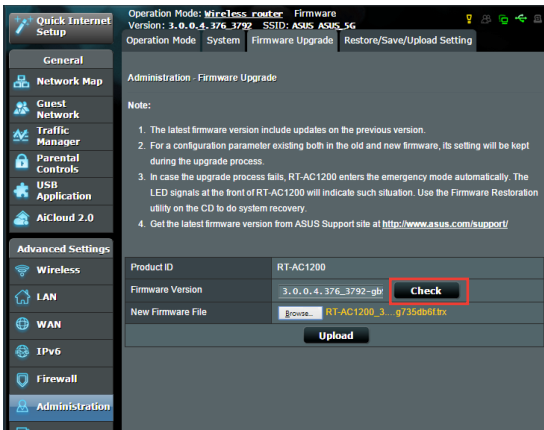 Quick Internet
Setup
Operation Mode: Wireless router Firmware
Version: 3.0.0.4.376_3792 SSID: ASUS ASUS_5G
Operation Mode System Firmware Upgrade Restore/Save/Upload Setting
General
Network Map
Guest
Network
Traffic
Manager
Parental
Controls
USB
Application
AiCloud 2.0
Advanced Settings
Wireless
LAN
WAN
IPv6
Firewall
Administration
Administration - Firmware Upgrade
Note:
1. The latest firmware version include updates on the previous version.
2. For a configuration parameter existing both in the old and new firmware, its setting will be kept
during the upgrade process.
3. In case the upgrade process fails, RT-AC1200 enters the emergency mode automatically. The
LED signals at the front of RT-AC1200 will indicate such situation. Use the Firmware Restoration
utility on the CD to do system recovery.
4. Get the latest firmware version from ASUS Support site at http://www.asus.com/support/
Product ID RT-AC1200
Firmware Version 3.0.0.4.376_3792-gb Check
New Firmware File Browse... RT-AC1200_3....g735db6f.trx
Upload